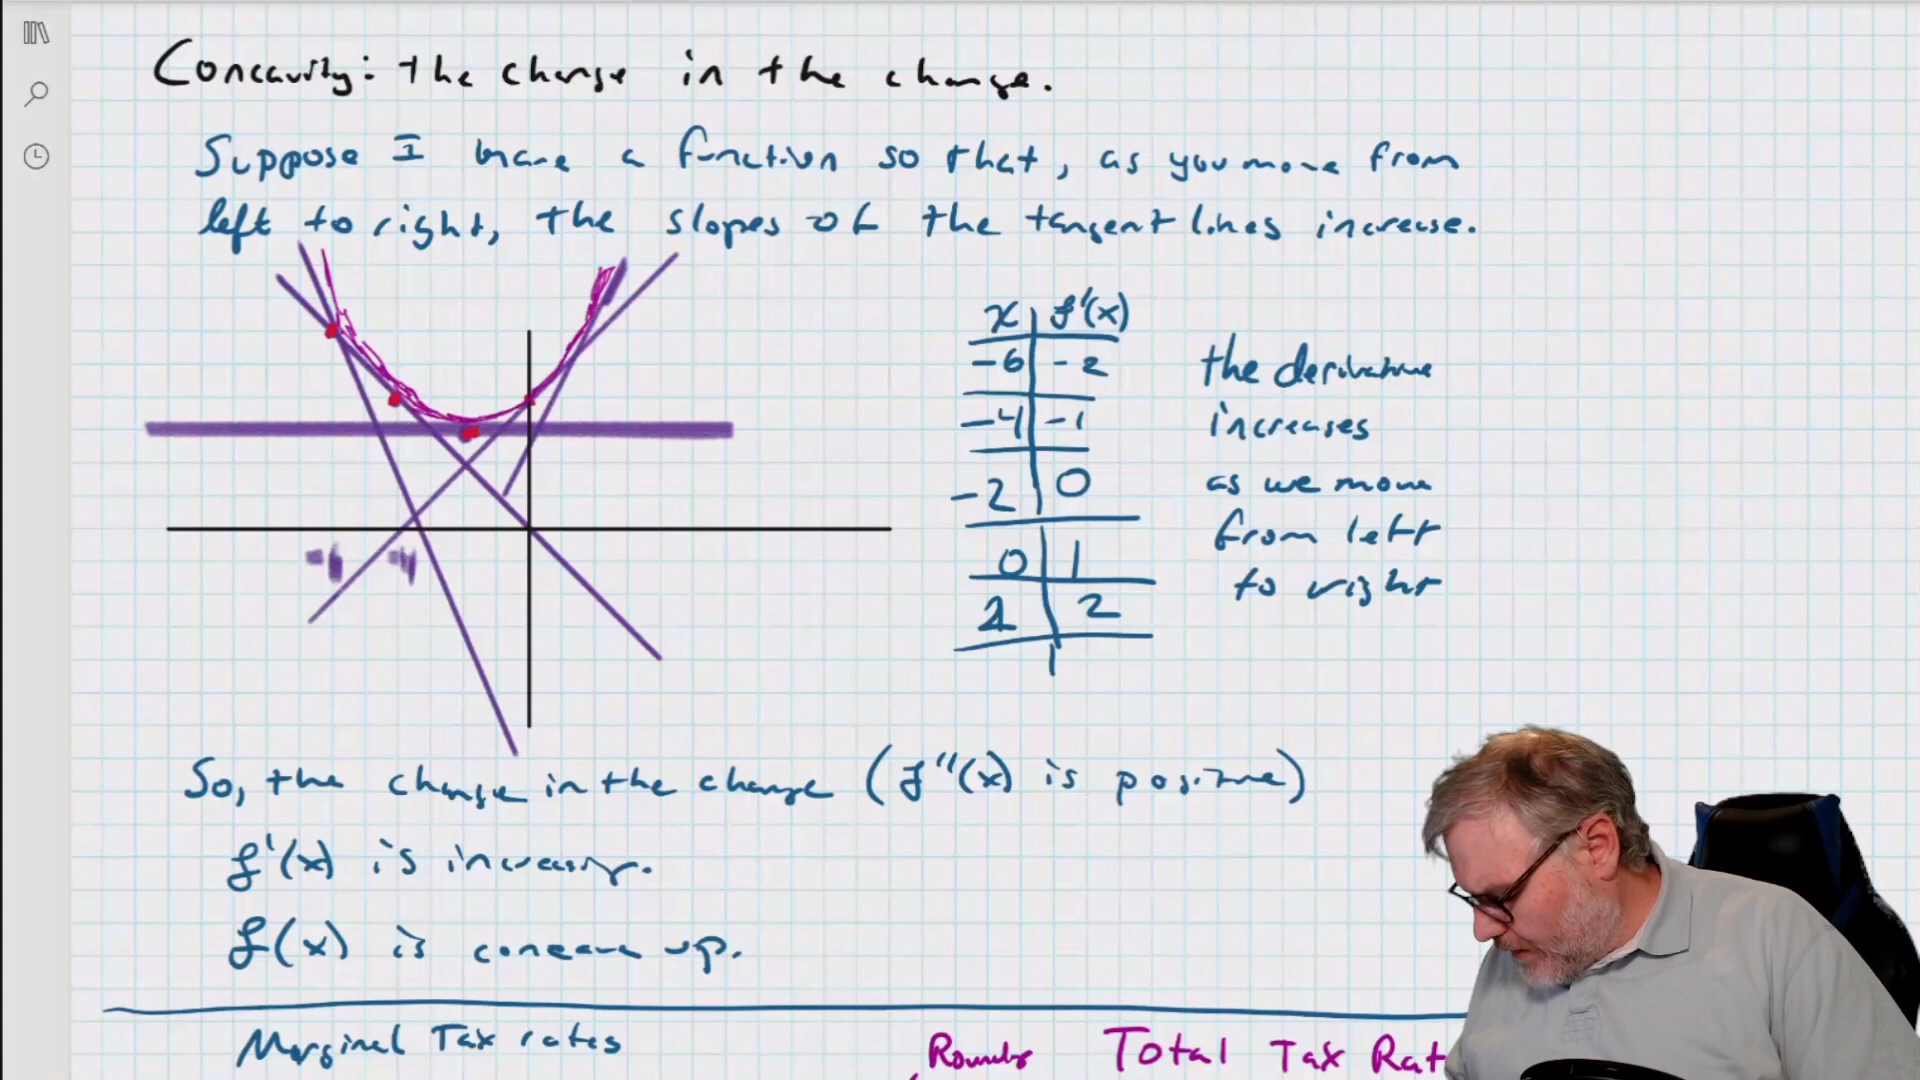 Concavity: the change in the change.
Suppose I have a function so that, as you move from
left to right, the slopes of the tangent lines increase.
x f'(x)
-6 -2
-4 -1
-2 0
0 1
2 2
the derivative
increases
as we move
from left
to right
-6 -4
So, the change in the change (f''(x) is positive)
f'(x) is increasing.
f(x) is concave up.
Marginal Tax rates
Total Tax Rat